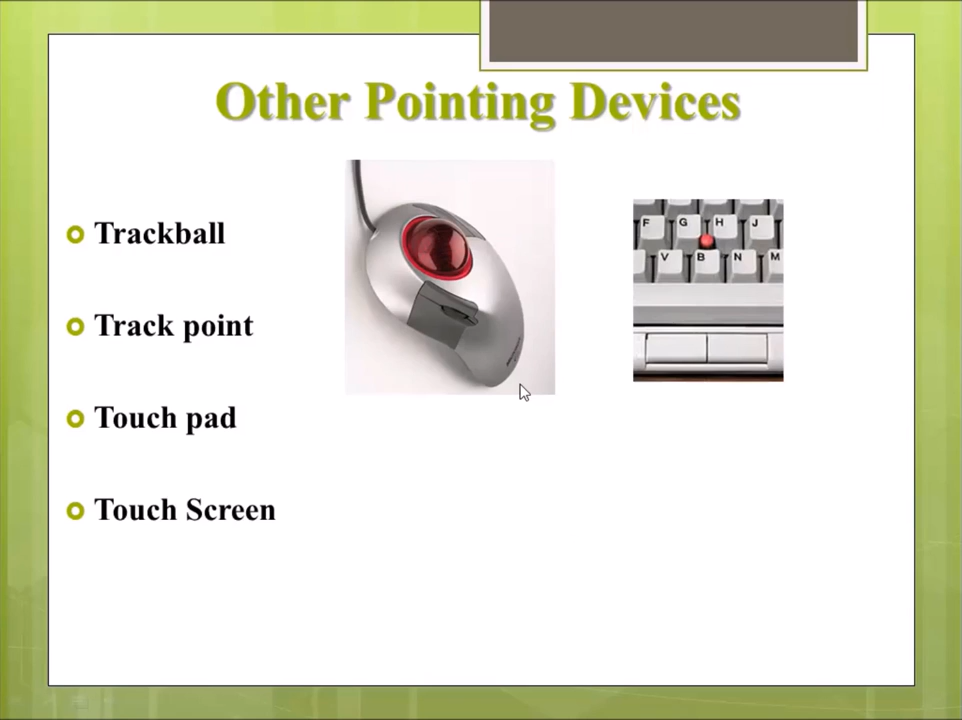 Other Pointing Devices
Trackball
Track point
Touch pad
Touch Screen
F G H J
V B N M